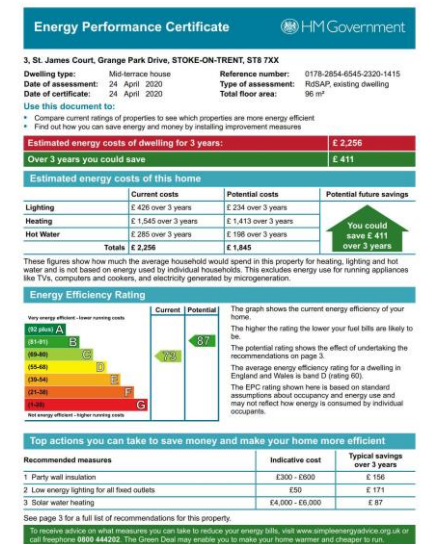 Energy Performance Certificate
HM Government
3, St. James Court, Grange Park Drive, STOKE-ON-TRENT, ST8 7XX
Dwelling type: Mid-terrace house
Date of assessment: 24 April 2020
Date of certificate: 24 April 2020
Reference number: 0178-2854-6545-2320-1415
Type of assessment: RdSAP, existing dwelling
Total floor area: 96 m²
Use this document to:
• Compare current ratings of properties to see which properties are more energy efficient
• Find out how you can save energy and money by installing improvement measures
Estimated energy costs of dwelling for 3 years: £ 2,256
Over 3 years you could save £ 411
Estimated energy costs of this home
Current costs Potential costs Potential future savings
Lighting £ 426 over 3 years £ 234 over 3 years
Heating £ 1,545 over 3 years £ 1,413 over 3 years
Hot Water £ 285 over 3 years £ 198 over 3 years
Totals £ 2,256 £ 1,845
You could
save £ 411
over 3 years
These figures show how much the average household would spend in this property for heating, lighting and hot
water and is not based on energy used by individual households. This excludes energy use for running appliances
like TVs, computers and cookers, and electricity generated by microgeneration.
Energy Efficiency Rating
Current Potential
Very energy efficient - lower running costs
(92 plus) A
(81-91) B
(69-80) C
(55-68) D
(39-54) E
(21-38) F
(1-20) G
Not energy efficient - higher running costs
73
87
The graph shows the current energy efficiency of your
home.
The higher the rating the lower your fuel bills are likely to
be.
The potential rating shows the effect of undertaking the
recommendations on page 3.
The average energy efficiency rating for a dwelling in
England and Wales is band D (rating 60).
The EPC rating shown here is based on standard
assumptions about occupancy and energy use and
may not reflect how energy is consumed by individual
occupants.
Top actions you can take to save money and make your home more efficient
Recommended measures Indicative cost Typical savings
over 3 years
1 Party wall insulation £300 - £600 £ 156
2 Low energy lighting for all fixed outlets £50 £ 171
3 Solar water heating £4,000 - £6,000 £ 87
See page 3 for a full list of recommendations for this property.
To receive advice on what measures you can take to reduce your energy bills, visit www.simpleenergyadvice.org.uk or
call freephone 0800 444202. The Green Deal may enable you to make your home warmer and cheaper to run.